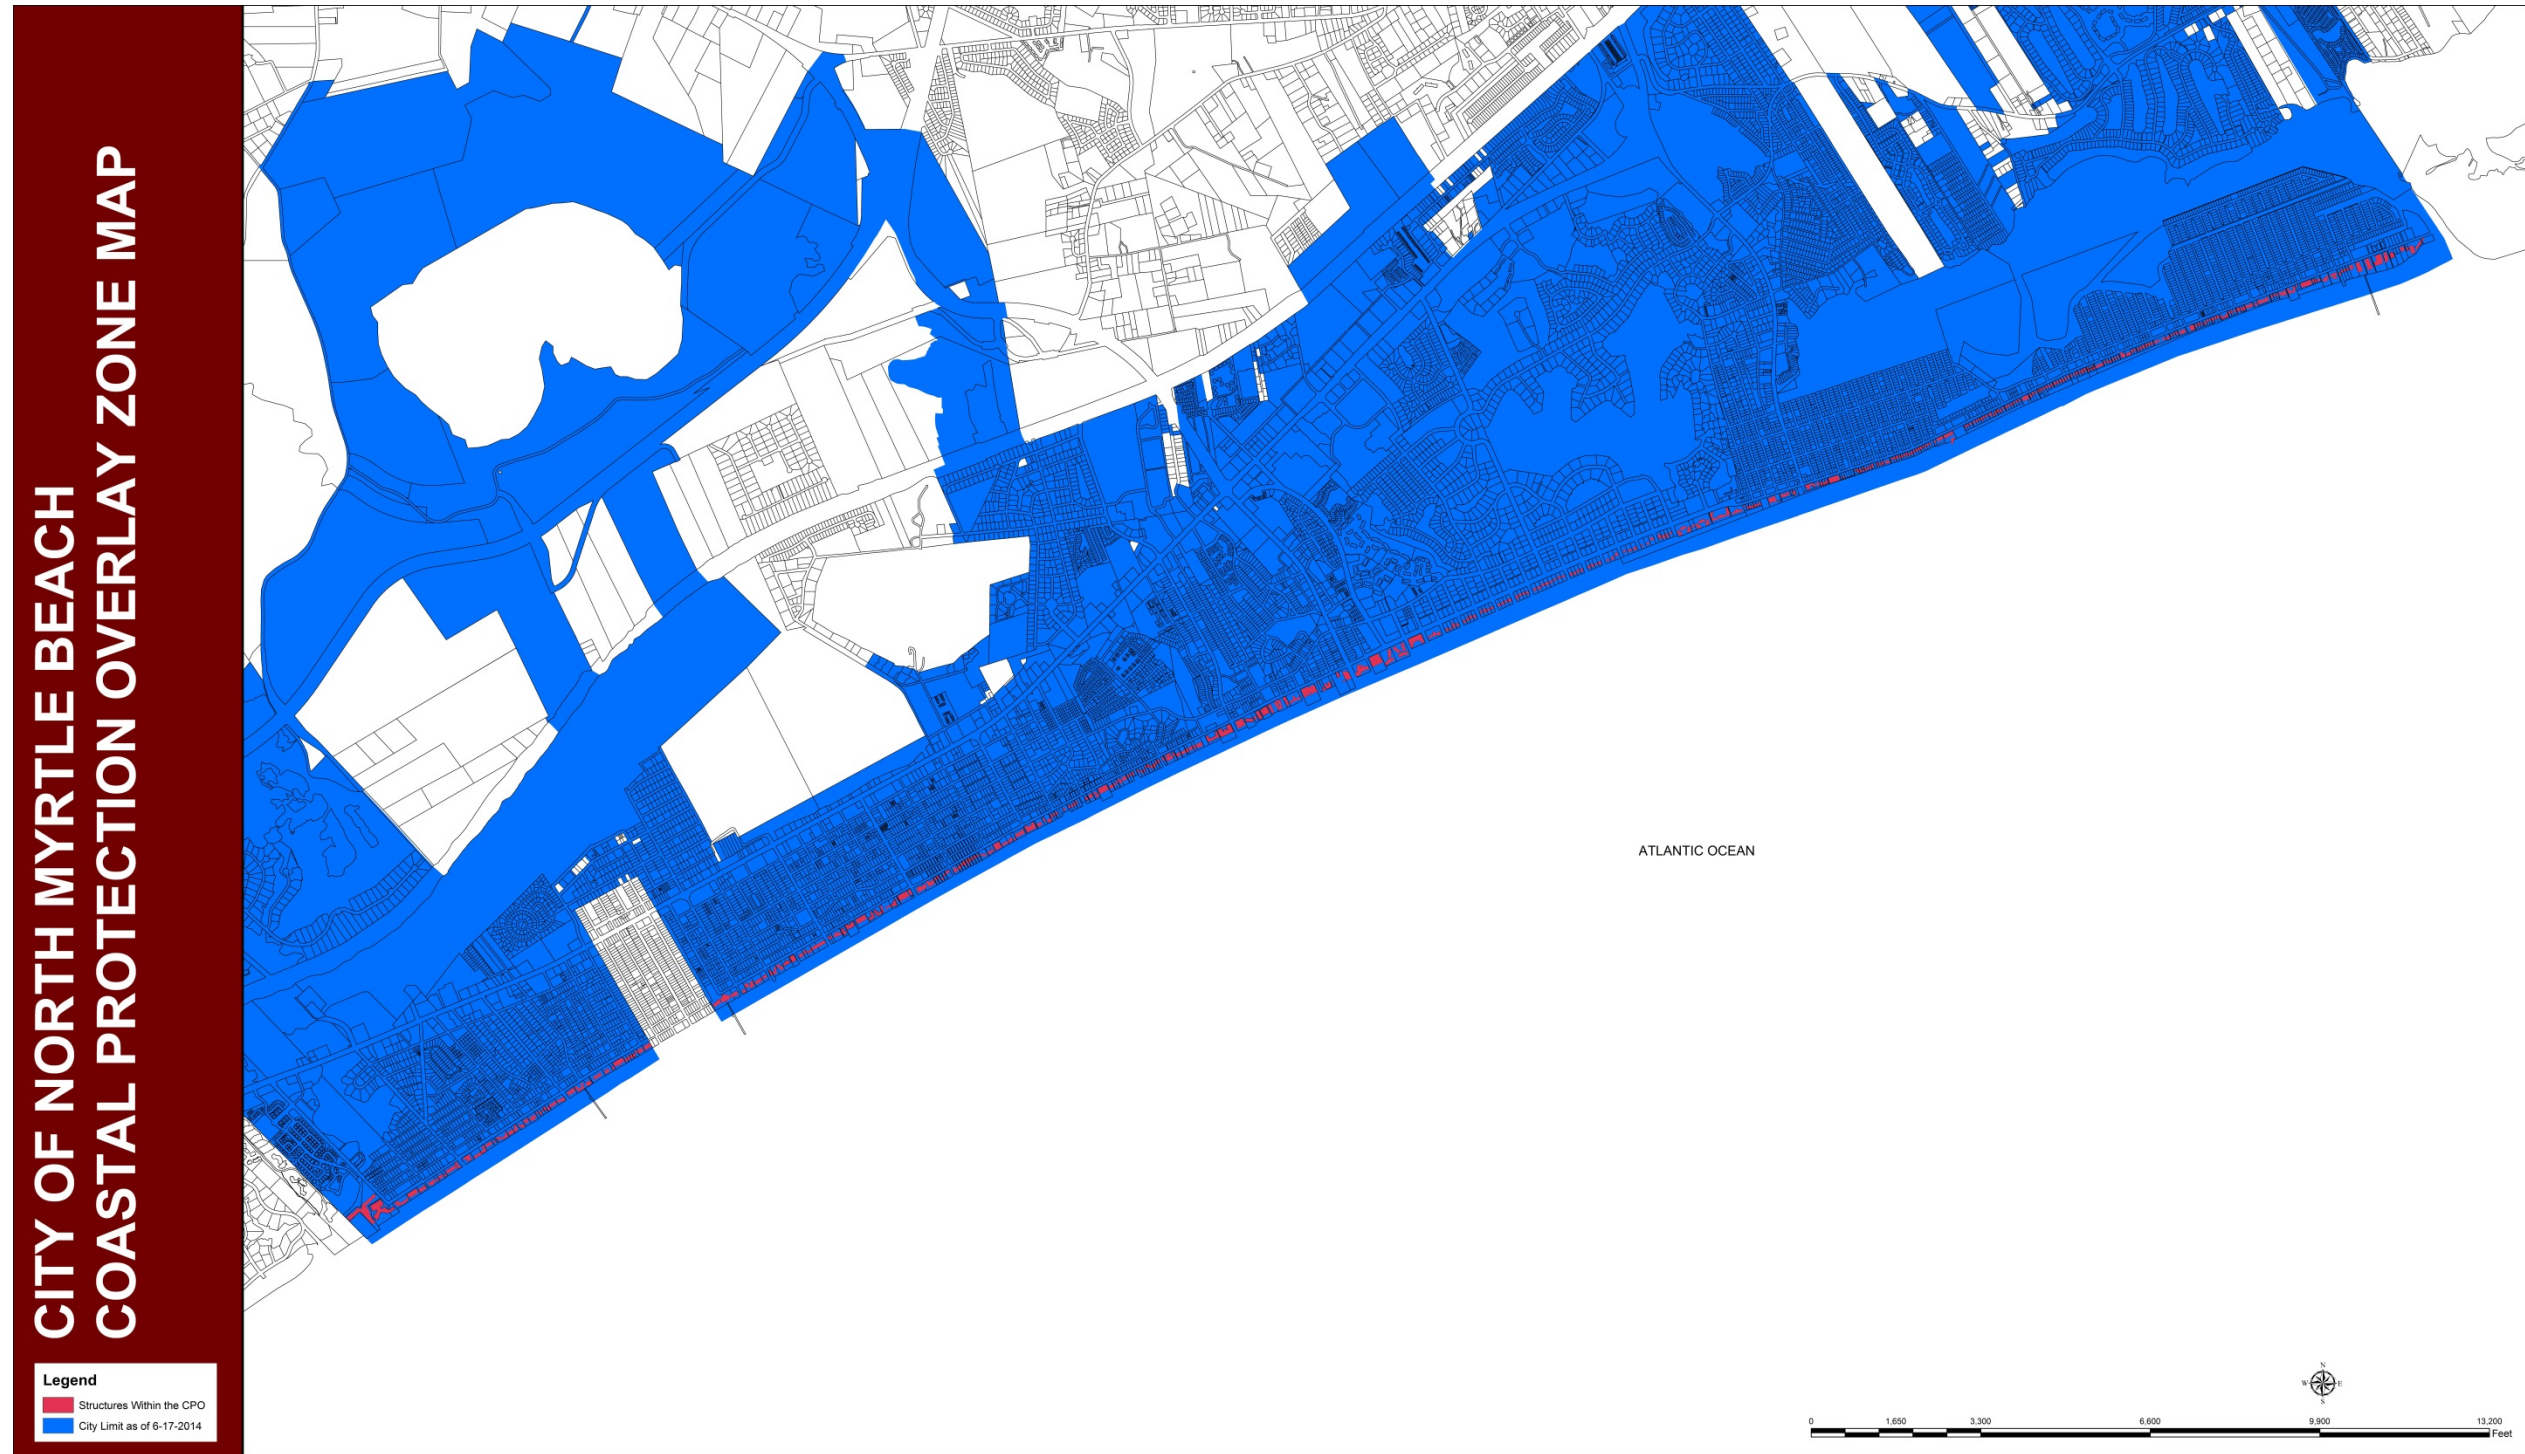 CITY OF NORTH MYRTLE BEACH
COASTAL PROTECTION OVERLAY ZONE MAP
Legend
Structures Within the CPO
City Limit as of 6-17-2014
ATLANTIC OCEAN
N
W E
S
0 1,650 3,300 6,600 9,900 13,200
Feet